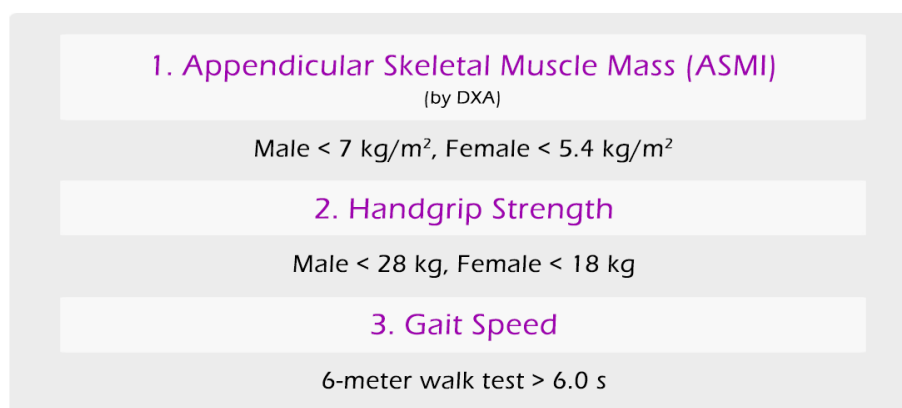 1. Appendicular Skeletal Muscle Mass (ASMI)
(by DXA)
Male < 7 kg/m², Female < 5.4 kg/m²
2. Handgrip Strength
Male < 28 kg, Female < 18 kg
3. Gait Speed
6-meter walk test > 6.0 s